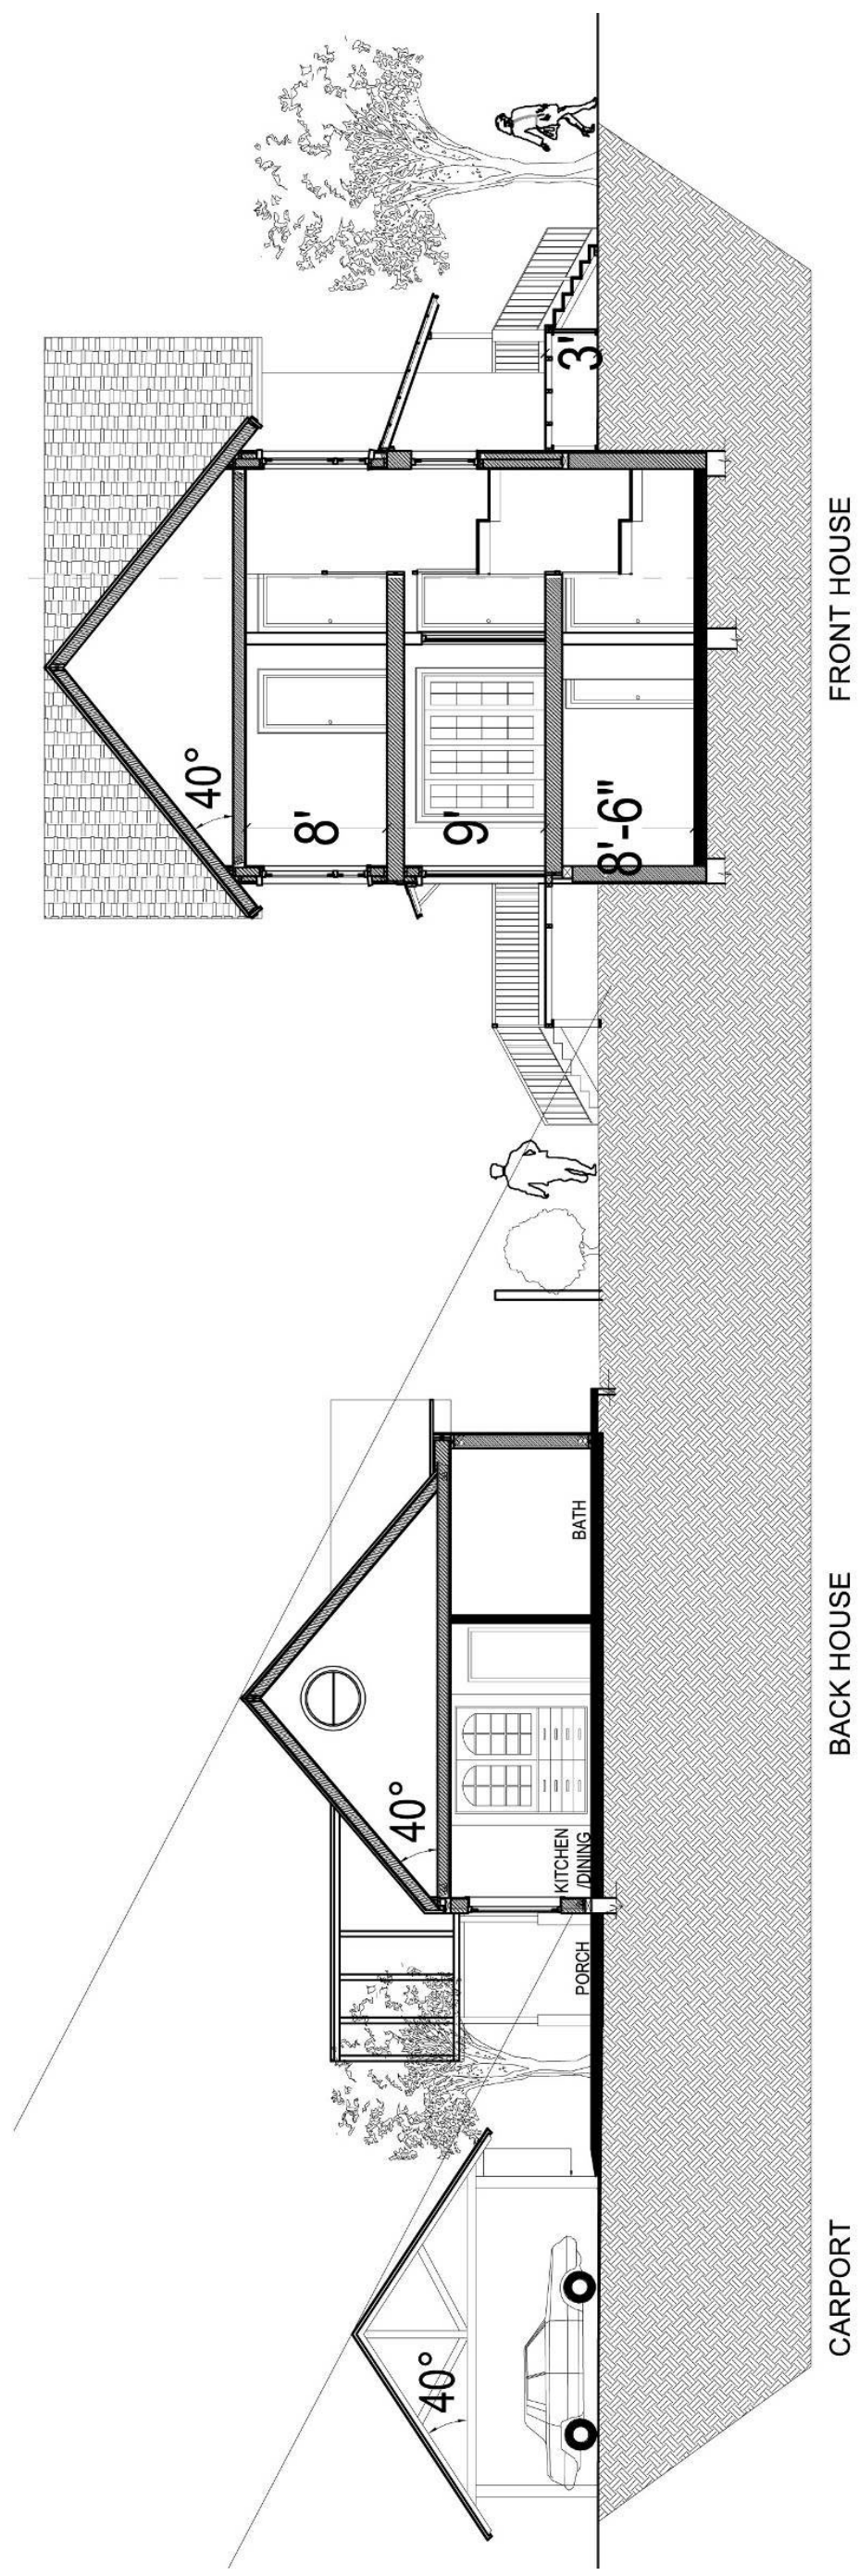 40°
8'
9'
8'-6"
3'
40°
KITCHEN
/DINING
BATH
PORCH
40°
CARPORT
BACK HOUSE
FRONT HOUSE